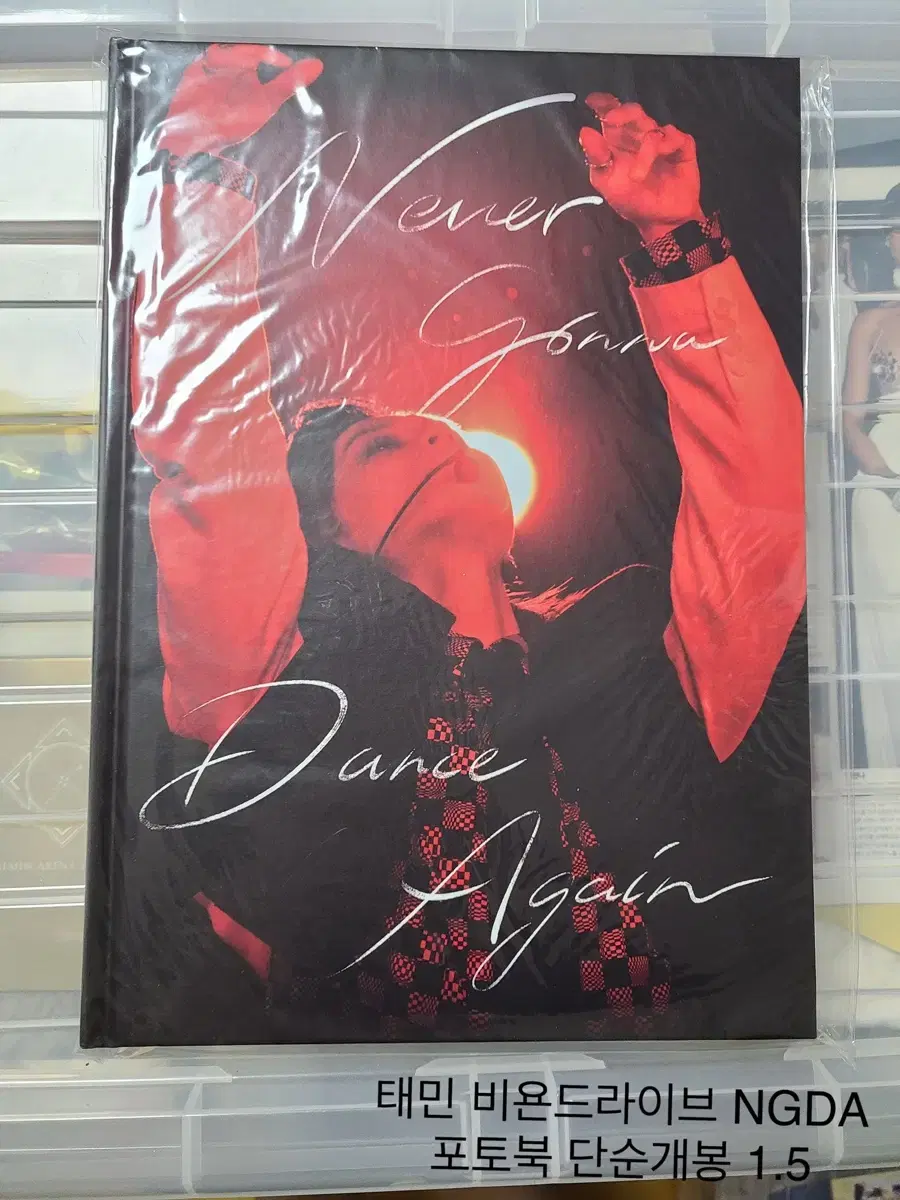 Never
Gonna
Dance
Again
태민 비욘드라이브 NGDA
포토북 단순개봉 1.5